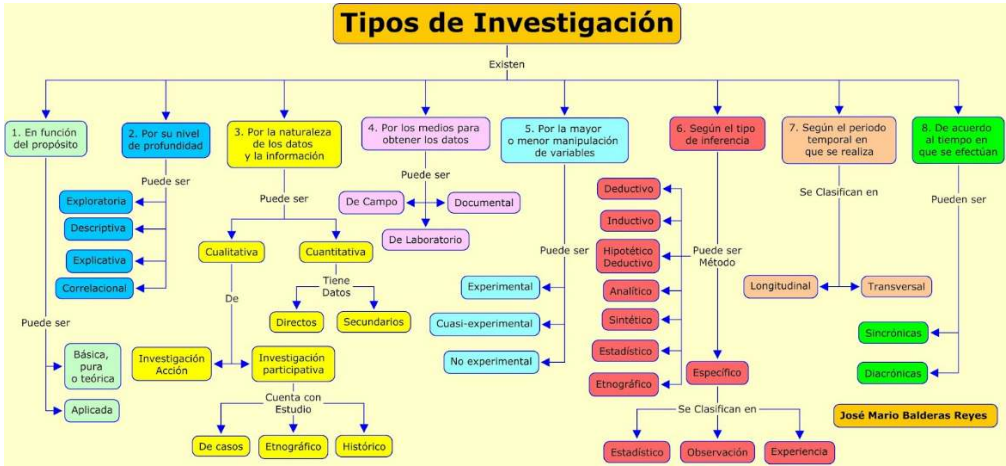 Tipos de Investigación
Existen
1. En función
del propósito
Puede ser
Básica,
pura
o teórica
Aplicada
2. Por su nivel
de profundidad
Puede ser
Exploratoria
Descriptiva
Explicativa
Correlacional
3. Por la naturaleza
de los datos
y la información
Puede ser
Cualitativa
Cuantitativa
De
Tiene
Datos
Directos
Secundarios
Investigación
Acción
Investigación
participativa
Cuenta con
Estudio
De casos
Etnográfico
Histórico
4. Por los medios para
obtener los datos
Puede ser
De Campo
Documental
De Laboratorio
5. Por la mayor
o menor manipulación
de variables
Puede ser
Experimental
Cuasi-experimental
No experimental
6. Según el tipo
de inferencia
Puede ser
Método
Deductivo
Inductivo
Hipotético
Deductivo
Analítico
Sintético
Estadístico
Etnográfico
Específico
Se Clasifican en
Estadístico
Observación
Experiencia
7. Según el periodo
temporal en
que se realiza
Se Clasifican en
Longitudinal
Transversal
8. De acuerdo
al tiempo en
que se efectúan
Pueden ser
Sincrónicas
Diacrónicas
José Mario Balderas Reyes